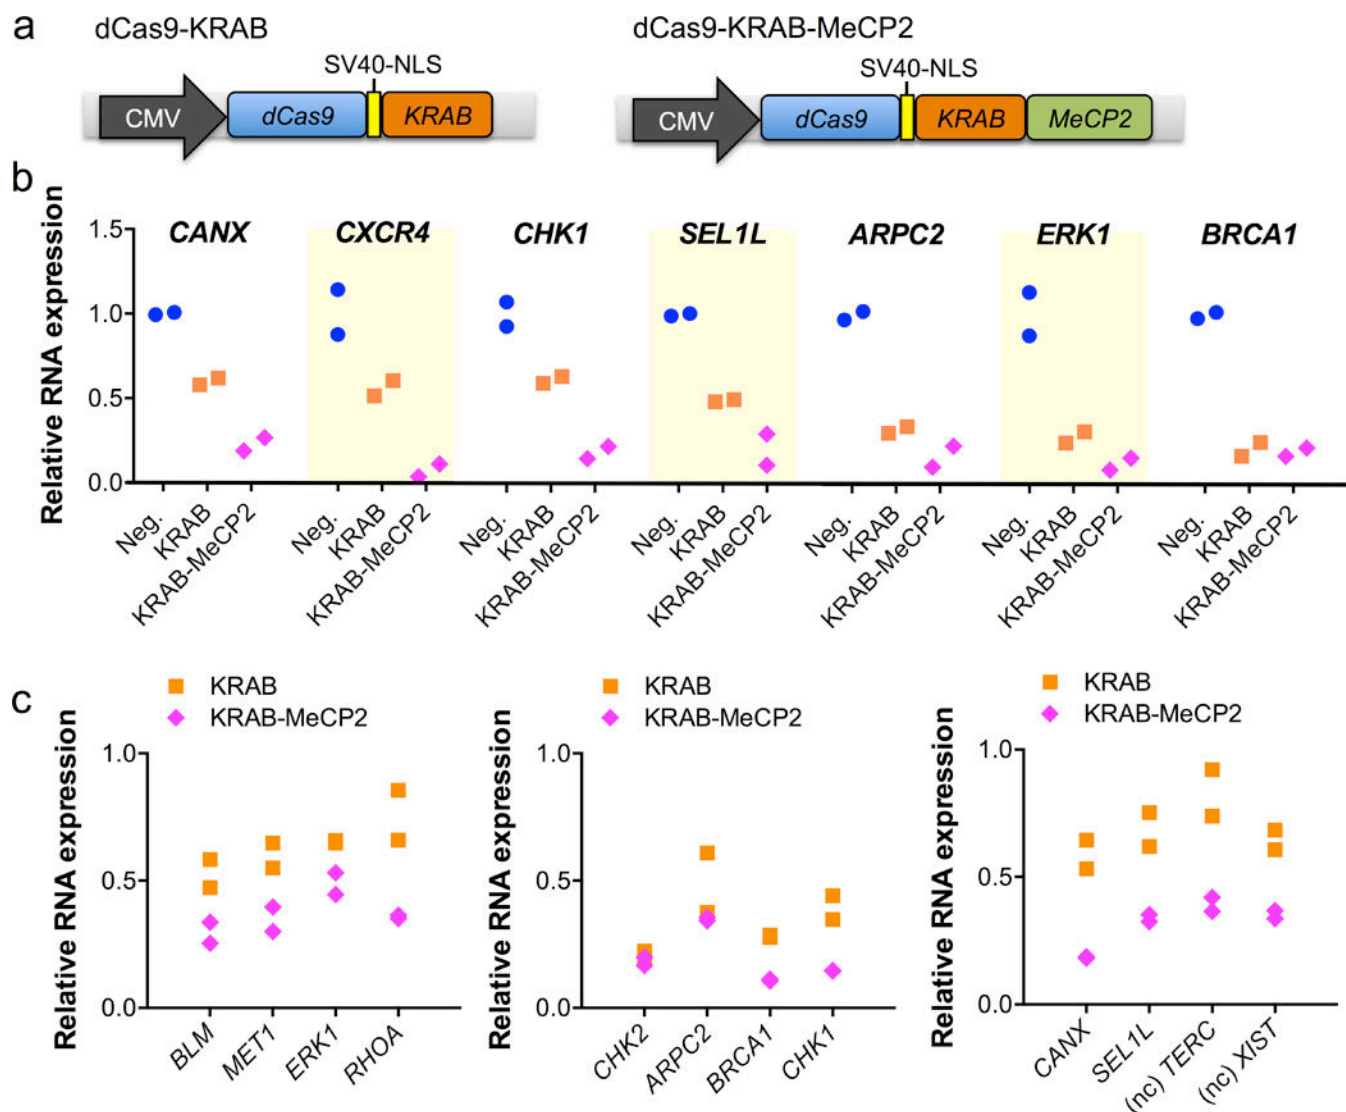 a
dCas9-KRAB
dCas9-KRAB-MeCP2
SV40-NLS
SV40-NLS
CMV
dCas9
KRAB
CMV
dCas9
KRAB
MeCP2
b
Relative RNA expression
1.5
1.0
0.5
0.0
CANX
CXCR4
CHK1
SEL1L
ARPC2
ERK1
BRCA1
Neg.
KRAB
KRAB-MeCP2
Neg.
KRAB
KRAB-MeCP2
Neg.
KRAB
KRAB-MeCP2
Neg.
KRAB
KRAB-MeCP2
Neg.
KRAB
KRAB-MeCP2
Neg.
KRAB
KRAB-MeCP2
Neg.
KRAB
KRAB-MeCP2
c
KRAB
KRAB-MeCP2
Relative RNA expression
1.0
0.5
0.0
BLM
MET1
ERK1
RHOA
KRAB
KRAB-MeCP2
Relative RNA expression
1.0
0.5
0.0
CHK2
ARPC2
BRCA1
CHK1
KRAB
KRAB-MeCP2
Relative RNA expression
1.0
0.5
0.0
CANX
SEL1L
(nc) TERC
(nc) XIST